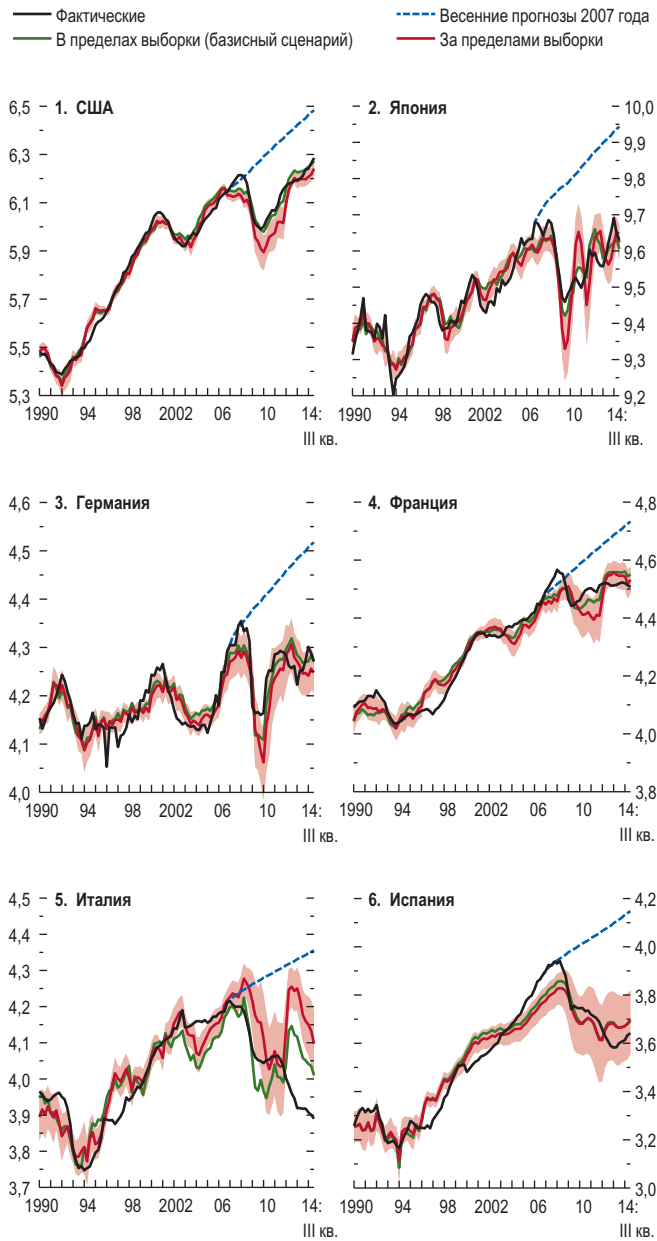 Фактические
Весенние прогнозы 2007 года
В пределах выборки (базисный сценарий)
За пределами выборки
1. США
6,5
6,3
6,1
5,9
5,7
5,5
5,3
1990 94 98 2002 06 10 14:
III кв.
2. Япония
10,0
9,9
9,8
9,7
9,6
9,5
9,4
9,3
9,2
1990 94 98 2002 06 10 14:
III кв.
3. Германия
4,6
4,5
4,4
4,3
4,2
4,1
4,0
1990 94 98 2002 06 10 14:
III кв.
4. Франция
4,8
4,6
4,4
4,2
4,0
3,8
1990 94 98 2002 06 10 14:
III кв.
5. Италия
4,5
4,4
4,3
4,2
4,1
4,0
3,9
3,8
3,7
1990 94 98 2002 06 10 14:
III кв.
6. Испания
4,2
4,0
3,8
3,6
3,4
3,2
3,0
1990 94 98 2002 06 10 14:
III кв.